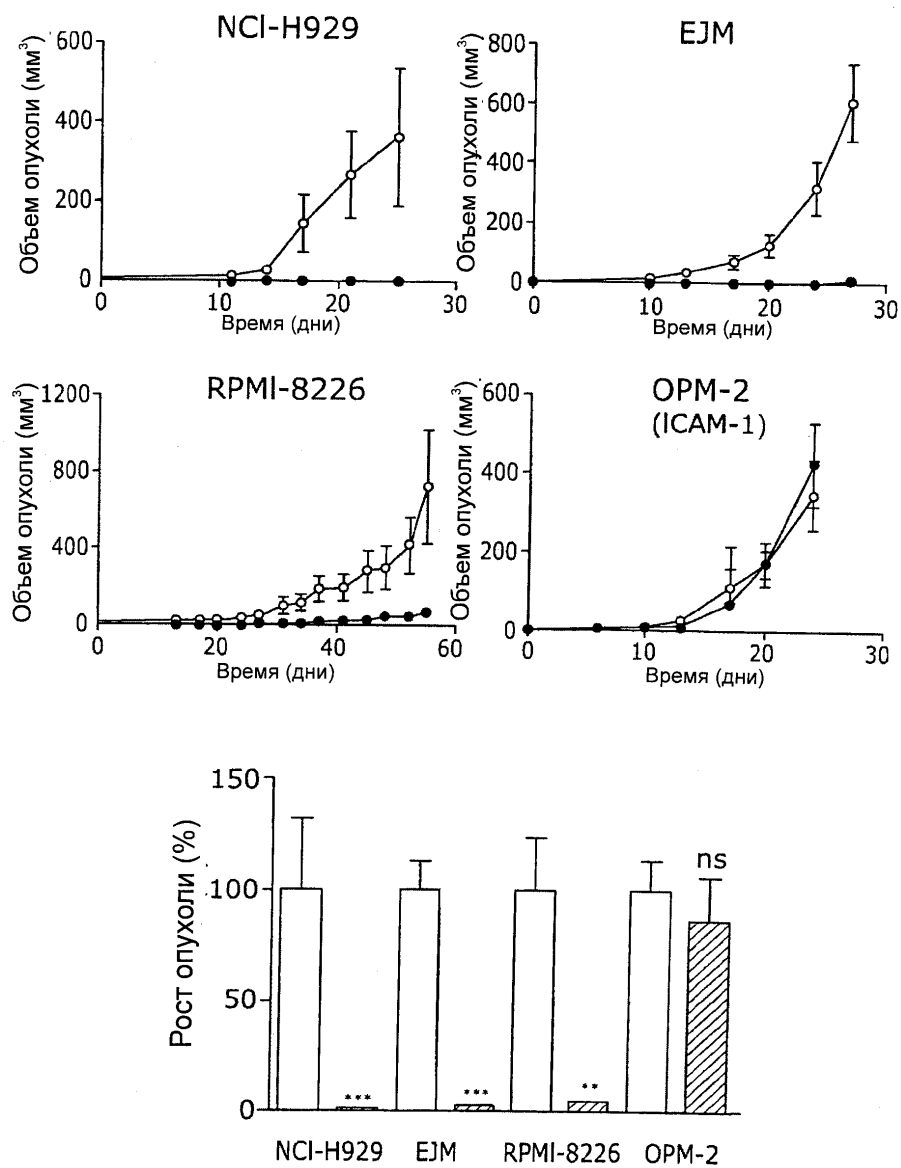 NCI-H929
Объем опухоли (мм³)
600
400
200
0
0 10 20 30
Время (дни)
EJM
Объем опухоли (мм³)
800
600
400
200
0
0 10 20 30
Время (дни)
RPMI-8226
Объем опухоли (мм³)
1200
800
400
0
0 20 40 60
Время (дни)
OPM-2
(ICAM-1)
Объем опухоли (мм³)
600
400
200
0
0 10 20 30
Время (дни)
Рост опухоли (%)
150
100
50
0
***
***
**
ns
NCI-H929 EJM RPMI-8226 OPM-2